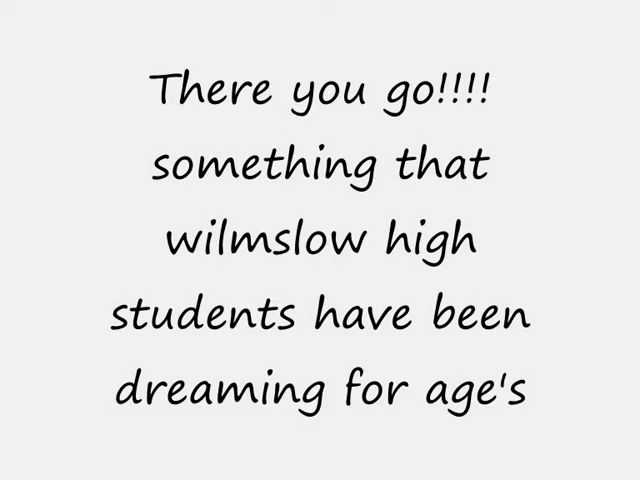 There you go!!!!
something that
wilmslow high
students have been
dreaming for age's